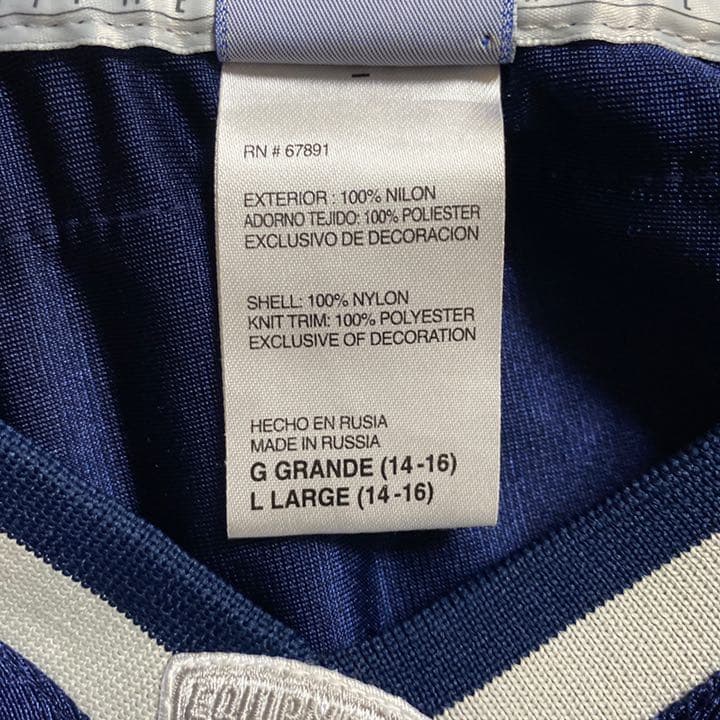 RN # 67891
EXTERIOR : 100% NILON
ADORNO TEJIDO: 100% POLIESTER
EXCLUSIVO DE DECORACION
SHELL: 100% NYLON
KNIT TRIM: 100% POLYESTER
EXCLUSIVE OF DECORATION
HECHO EN RUSIA
MADE IN RUSSIA
G GRANDE (14-16)
L LARGE (14-16)